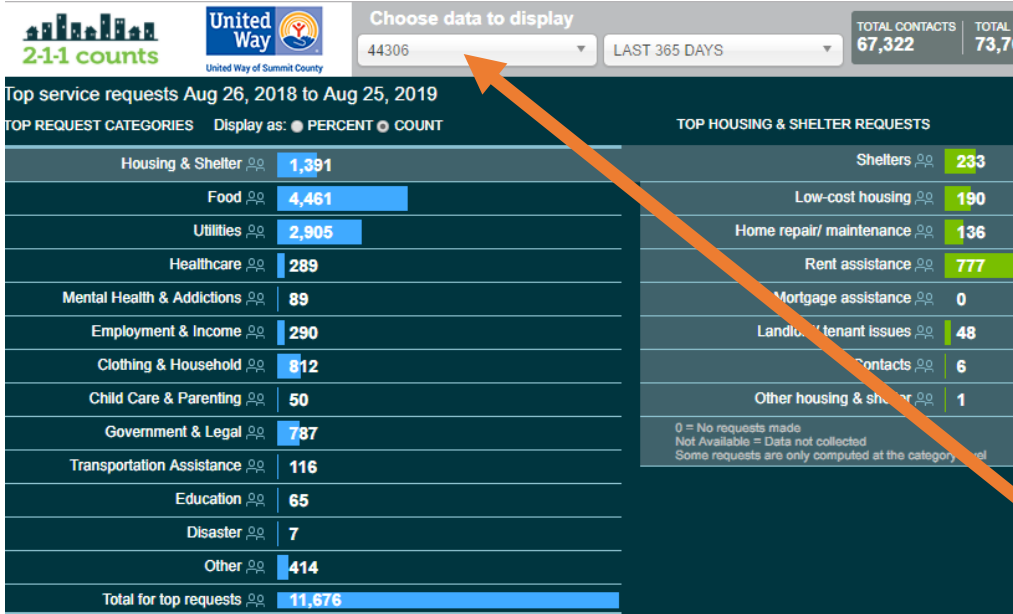 2-1-1 counts
United
Way
United Way of Summit County
Choose data to display
44306
LAST 365 DAYS
TOTAL CONTACTS
67,322
TOTAL
Top service requests Aug 26, 2018 to Aug 25, 2019
TOP REQUEST CATEGORIES Display as: PERCENT COUNT
Housing & Shelter 1,391
Food 4,461
Utilities 2,905
Healthcare 289
Mental Health & Addictions 89
Employment & Income 290
Clothing & Household 812
Child Care & Parenting 50
Government & Legal 787
Transportation Assistance 116
Education 65
Disaster 7
Other 414
Total for top requests 11,676
TOP HOUSING & SHELTER REQUESTS
Shelters 233
Low-cost housing 190
Home repair/ maintenance 136
Rent assistance 777
Mortgage assistance 0
Landlord/ tenant issues 48
Contacts 6
Other housing & shelter 1
0 = No requests made
Not Available = Data not collected
Some requests are only computed at the category level